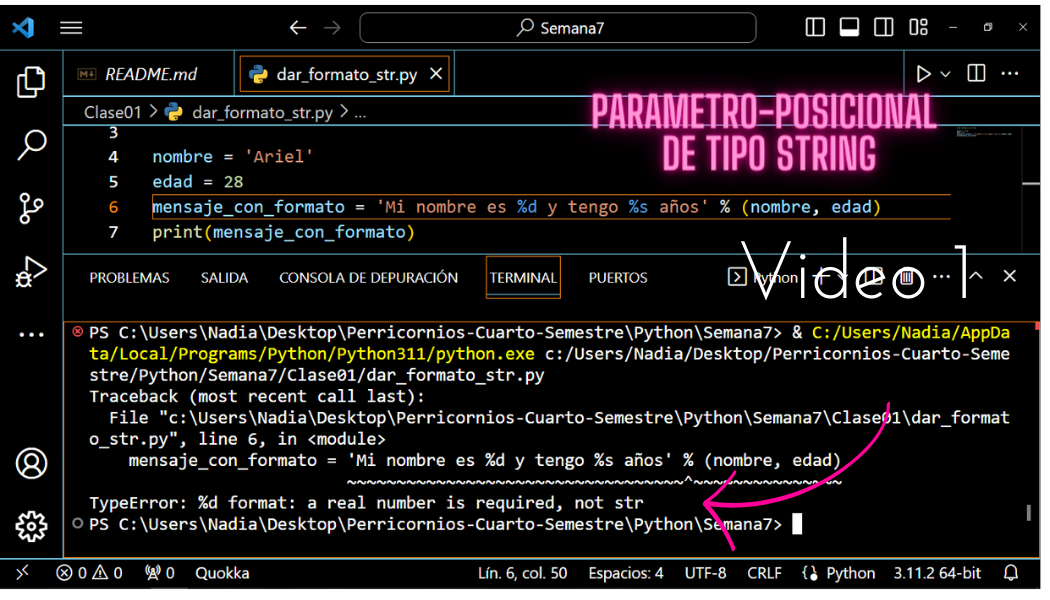 Semana7
README.md
dar_formato_str.py
Clase01 > dar_formato_str.py > ...
PARAMETRO-POSICIONAL
DE TIPO STRING
3
4 nombre = 'Ariel'
5 edad = 28
6 mensaje_con_formato = 'Mi nombre es %d y tengo %s años' % (nombre, edad)
7 print(mensaje_con_formato)
Video 1
PROBLEMAS SALIDA CONSOLA DE DEPURACIÓN TERMINAL PUERTOS Python
PS C:\Users\Nadia\Desktop\Perricornios-Cuarto-Semestre\Python\Semana7> & C:/Users/Nadia/AppDa
ta/Local/Programs/Python/Python311/python.exe c:/Users/Nadia/Desktop/Perricornios-Cuarto-Seme
stre/Python/Semana7/Clase01/dar_formato_str.py
Traceback (most recent call last):
File "c:\Users\Nadia\Desktop\Perricornios-Cuarto-Semestre\Python\Semana7\Clase01\dar_format
o_str.py", line 6, in <module>
mensaje_con_formato = 'Mi nombre es %d y tengo %s años' % (nombre, edad)
~~~~~~~~~~~~~~~~~~~~~~~~~~~~~~~~~~^~~~~~~~~~~~~~~~
TypeError: %d format: a real number is required, not str
PS C:\Users\Nadia\Desktop\Perricornios-Cuarto-Semestre\Python\Semana7>
0 0 0 Quokka Lín. 6, col. 50 Espacios: 4 UTF-8 CRLF Python 3.11.2 64-bit